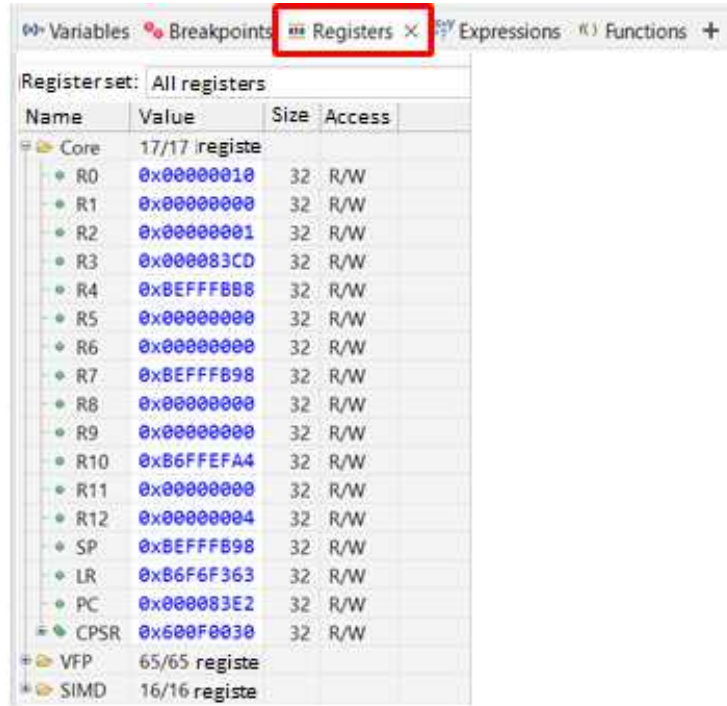 (x)= Variables Breakpoints Registers × Expressions f() Functions +
Register set: All registers
Name Value Size Access
Core 17/17 registe
R0 0x00000010 32 R/W
R1 0x00000000 32 R/W
R2 0x00000001 32 R/W
R3 0x000083CD 32 R/W
R4 0xBEFFFBB8 32 R/W
R5 0x00000000 32 R/W
R6 0x00000000 32 R/W
R7 0xBEFFFB98 32 R/W
R8 0x00000000 32 R/W
R9 0x00000000 32 R/W
R10 0xB6FFEFA4 32 R/W
R11 0x00000000 32 R/W
R12 0x00000004 32 R/W
SP 0xBEFFFB98 32 R/W
LR 0xB6F6F363 32 R/W
PC 0x000083E2 32 R/W
CPSR 0x600F0030 32 R/W
VFP 65/65 registe
SIMD 16/16 registe